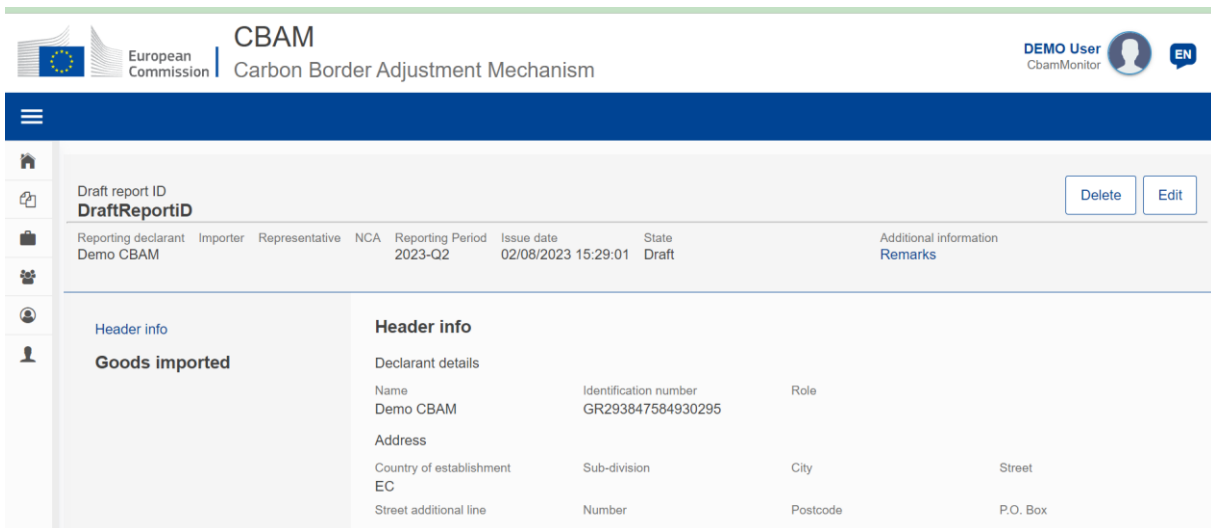 CBAM
European
Commission
Carbon Border Adjustment Mechanism
DEMO User
CbamMonitor
EN
Draft report ID
DraftReportiD
Delete
Edit
Reporting declarant Importer Representative NCA Reporting Period Issue date State Additional information
Demo CBAM 2023-Q2 02/08/2023 15:29:01 Draft Remarks
Header info
Goods imported
Header info
Declarant details
Name Identification number Role
Demo CBAM GR293847584930295
Address
Country of establishment Sub-division City Street
EC
Street additional line Number Postcode P.O. Box